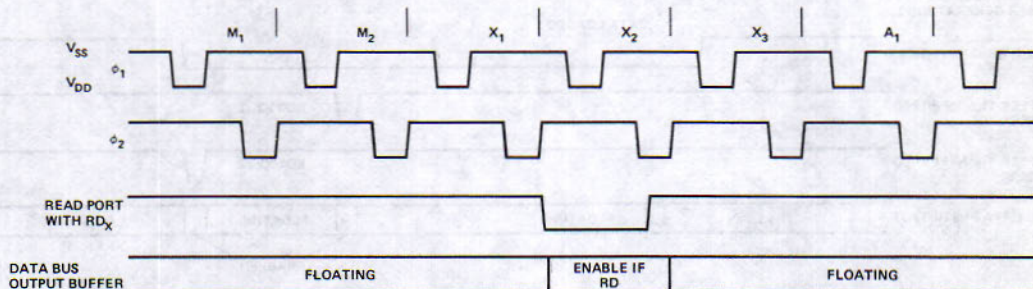 M1 M2 X1 X2 X3 A1
VSS
φ1
VDD
φ2
READ PORT
WITH RDX
DATA BUS
OUTPUT BUFFER
FLOATING
ENABLE IF
RD
FLOATING